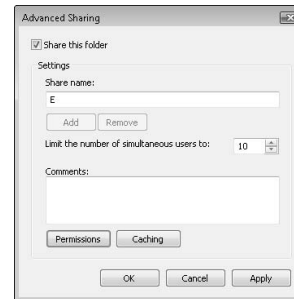 Advanced Sharing
Share this folder
Settings
Share name:
E
Add Remove
Limit the number of simultaneous users to: 10
Comments:
Permissions Caching
OK Cancel Apply